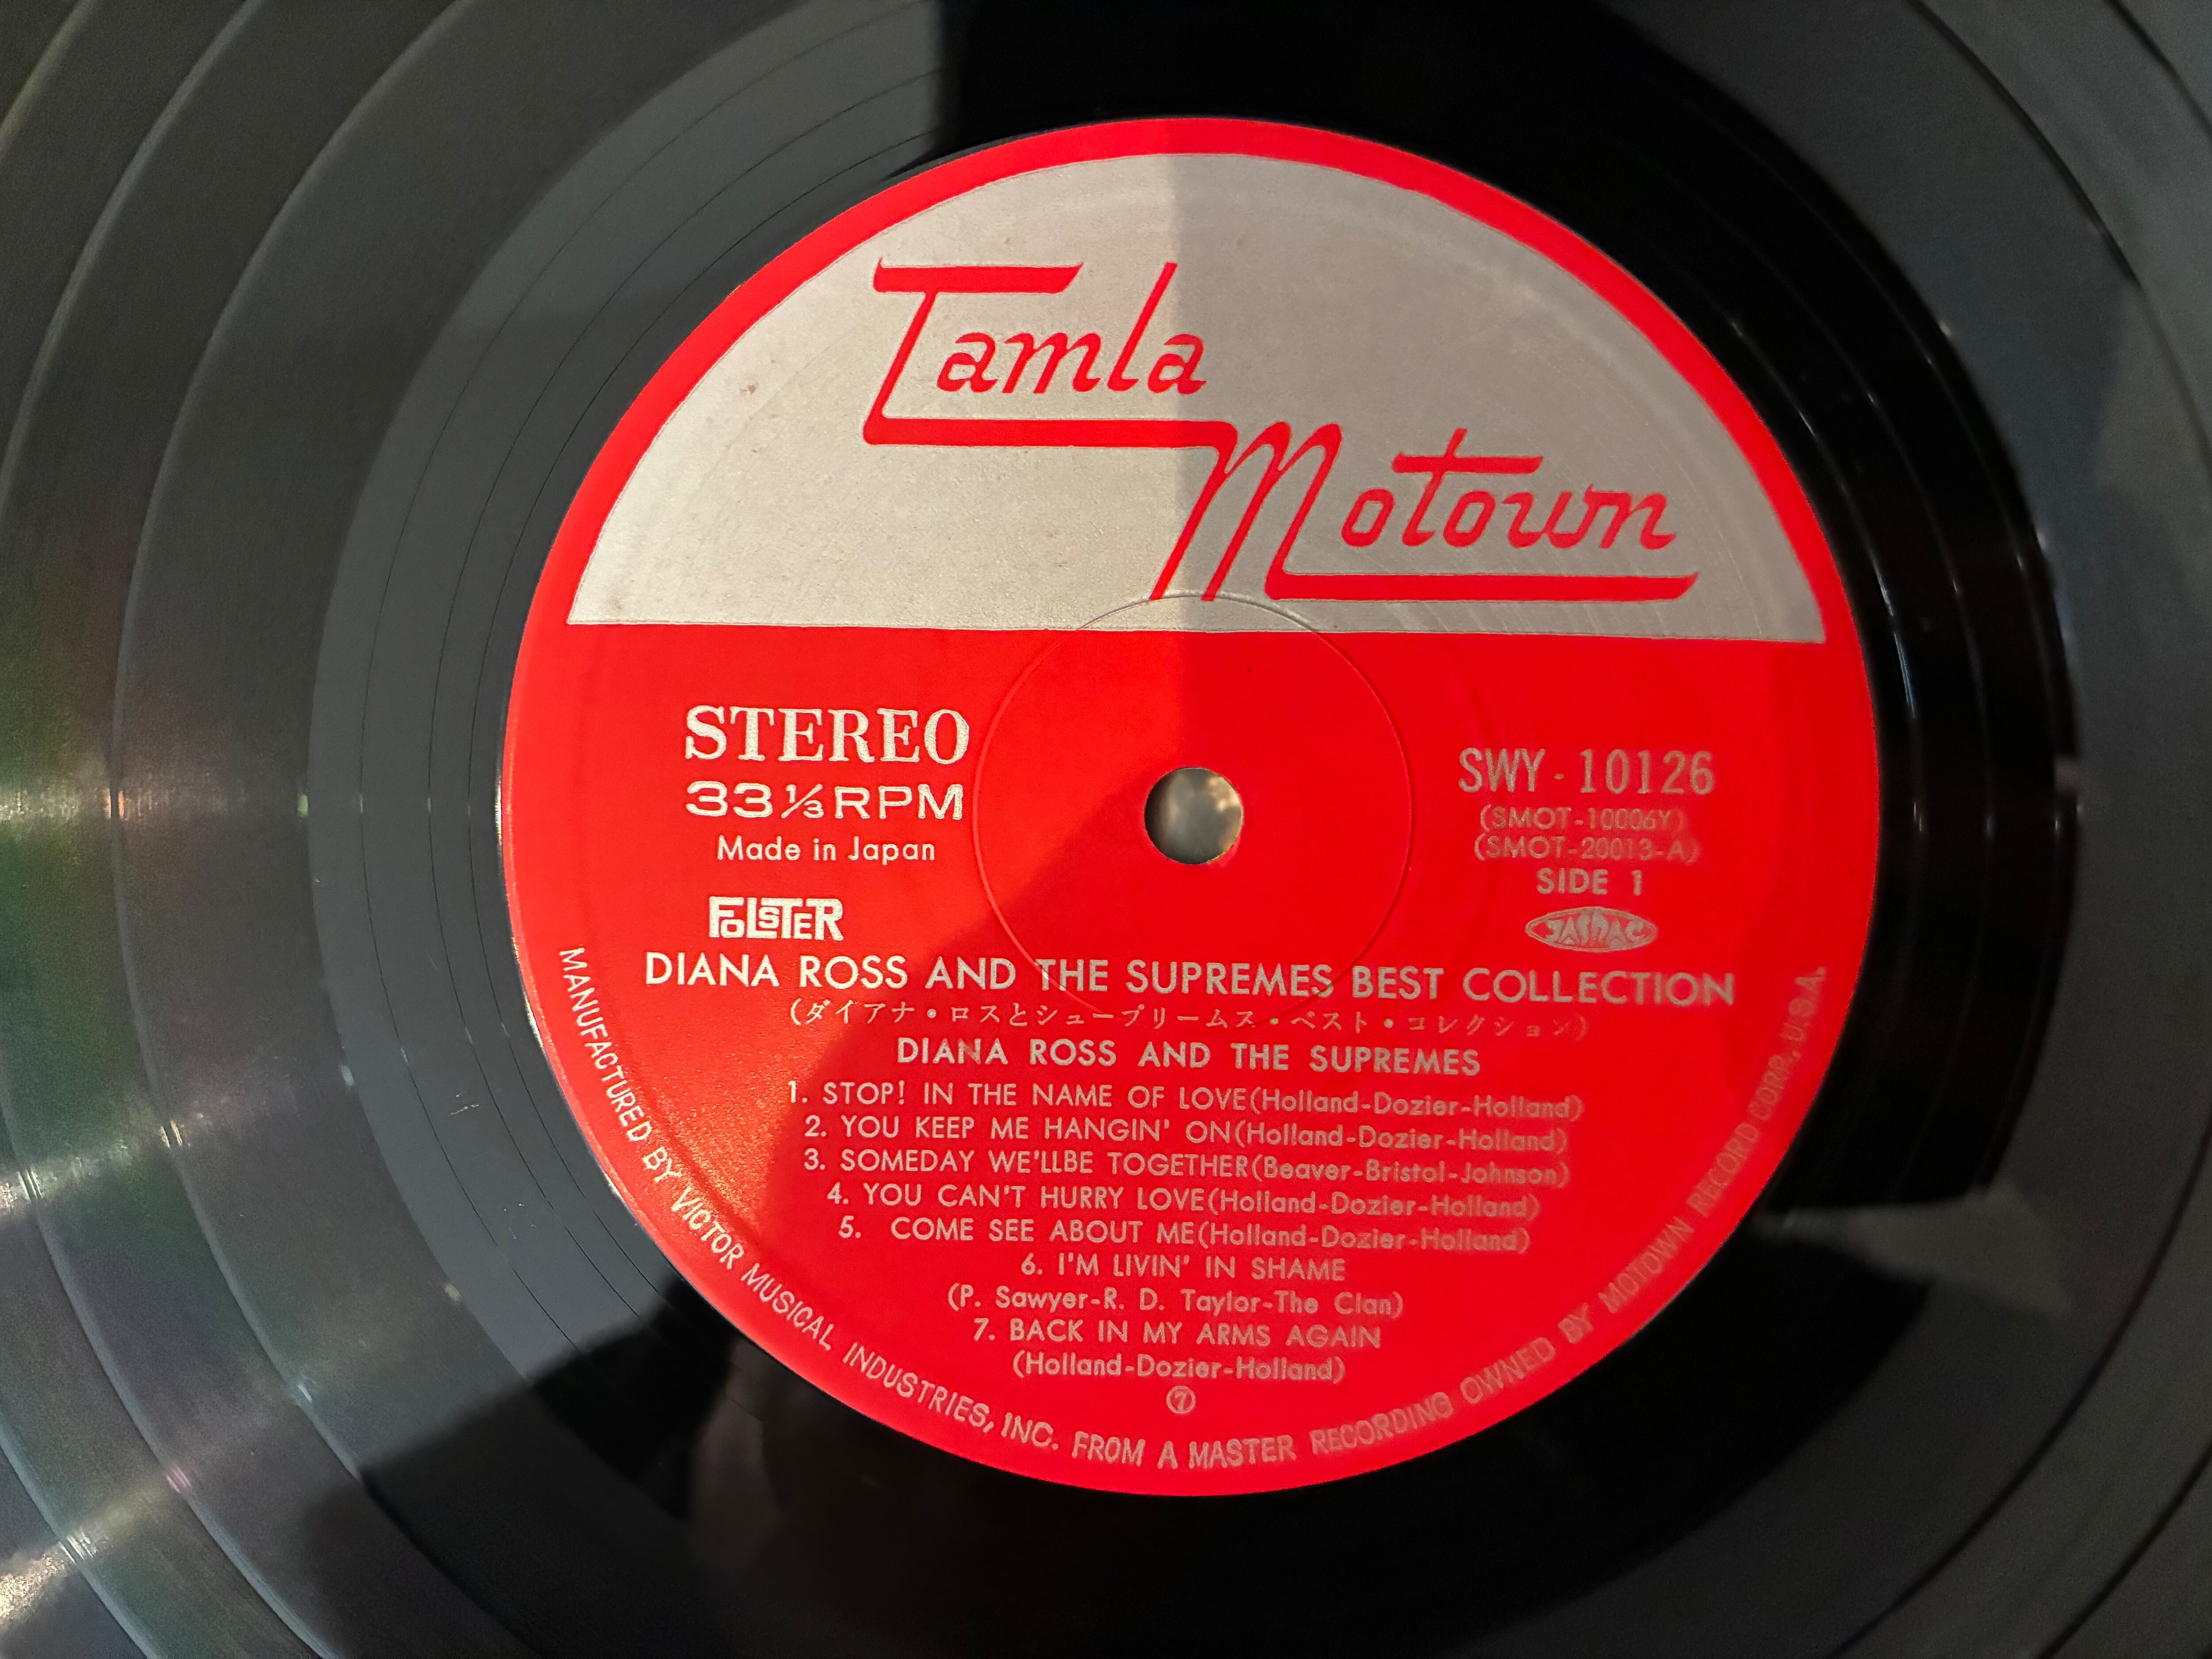 Tamla
Motown
STEREO
33⅓RPM
Made in Japan
FOLSTER
SWY-10126
(SMOT-10006Y)
(SMOT-20013-A)
SIDE 1
JASRAC
DIANA ROSS AND THE SUPREMES BEST COLLECTION
(ダイアナ・ロスとシュープリームス・ベスト・コレクション)
DIANA ROSS AND THE SUPREMES
1. STOP! IN THE NAME OF LOVE(Holland-Dozier-Holland)
2. YOU KEEP ME HANGIN' ON(Holland-Dozier-Holland)
3. SOMEDAY WE'LLBE TOGETHER(Beaver-Bristol-Johnson)
4. YOU CAN'T HURRY LOVE(Holland-Dozier-Holland)
5. COME SEE ABOUT ME(Holland-Dozier-Holland)
6. I'M LIVIN' IN SHAME
(P. Sawyer-R. D. Taylor-The Clan)
7. BACK IN MY ARMS AGAIN
(Holland-Dozier-Holland)
⑦
MANUFACTURED BY VICTOR MUSICAL INDUSTRIES, INC. FROM A MASTER RECORDING OWNED BY MOTOWN RECORD CORP., U.S.A.